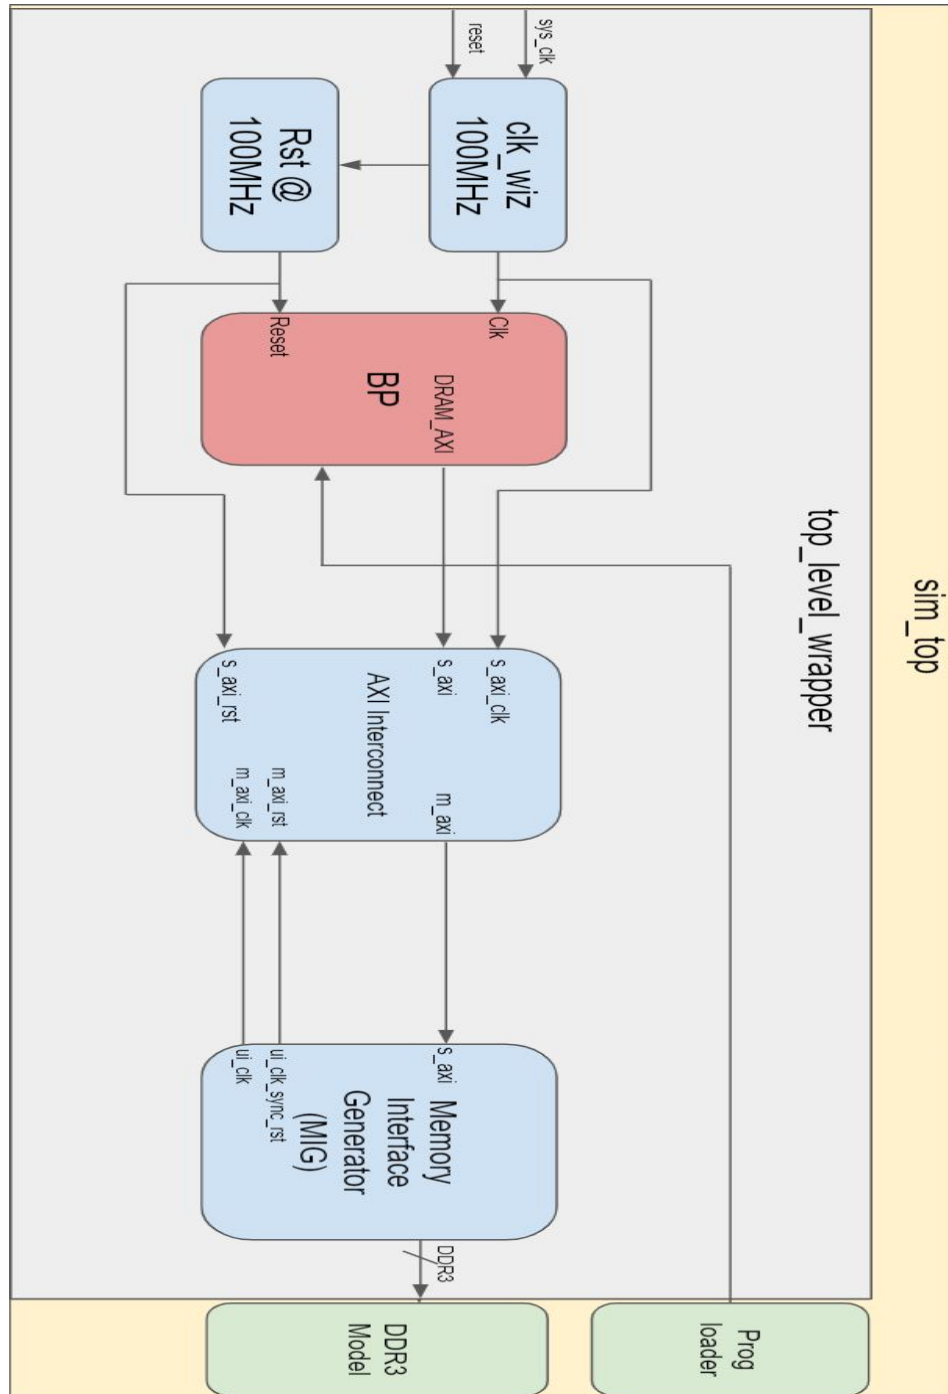 sim_top
top_level_wrapper
sys_clk
reset
clk_wiz
100MHz
Rst @
100MHz
Clk
DRAM_AXI
BP
Reset
s_axi_clk
s_axi
AXI Interconnect
s_axi_rst
m_axi
m_axi_rst
m_axi_clk
s_axi
Memory
Interface
Generator
(MIG)
ui_clk_sync_rst
ui_clk
DDR3
Prog
loader
DDR3
Model